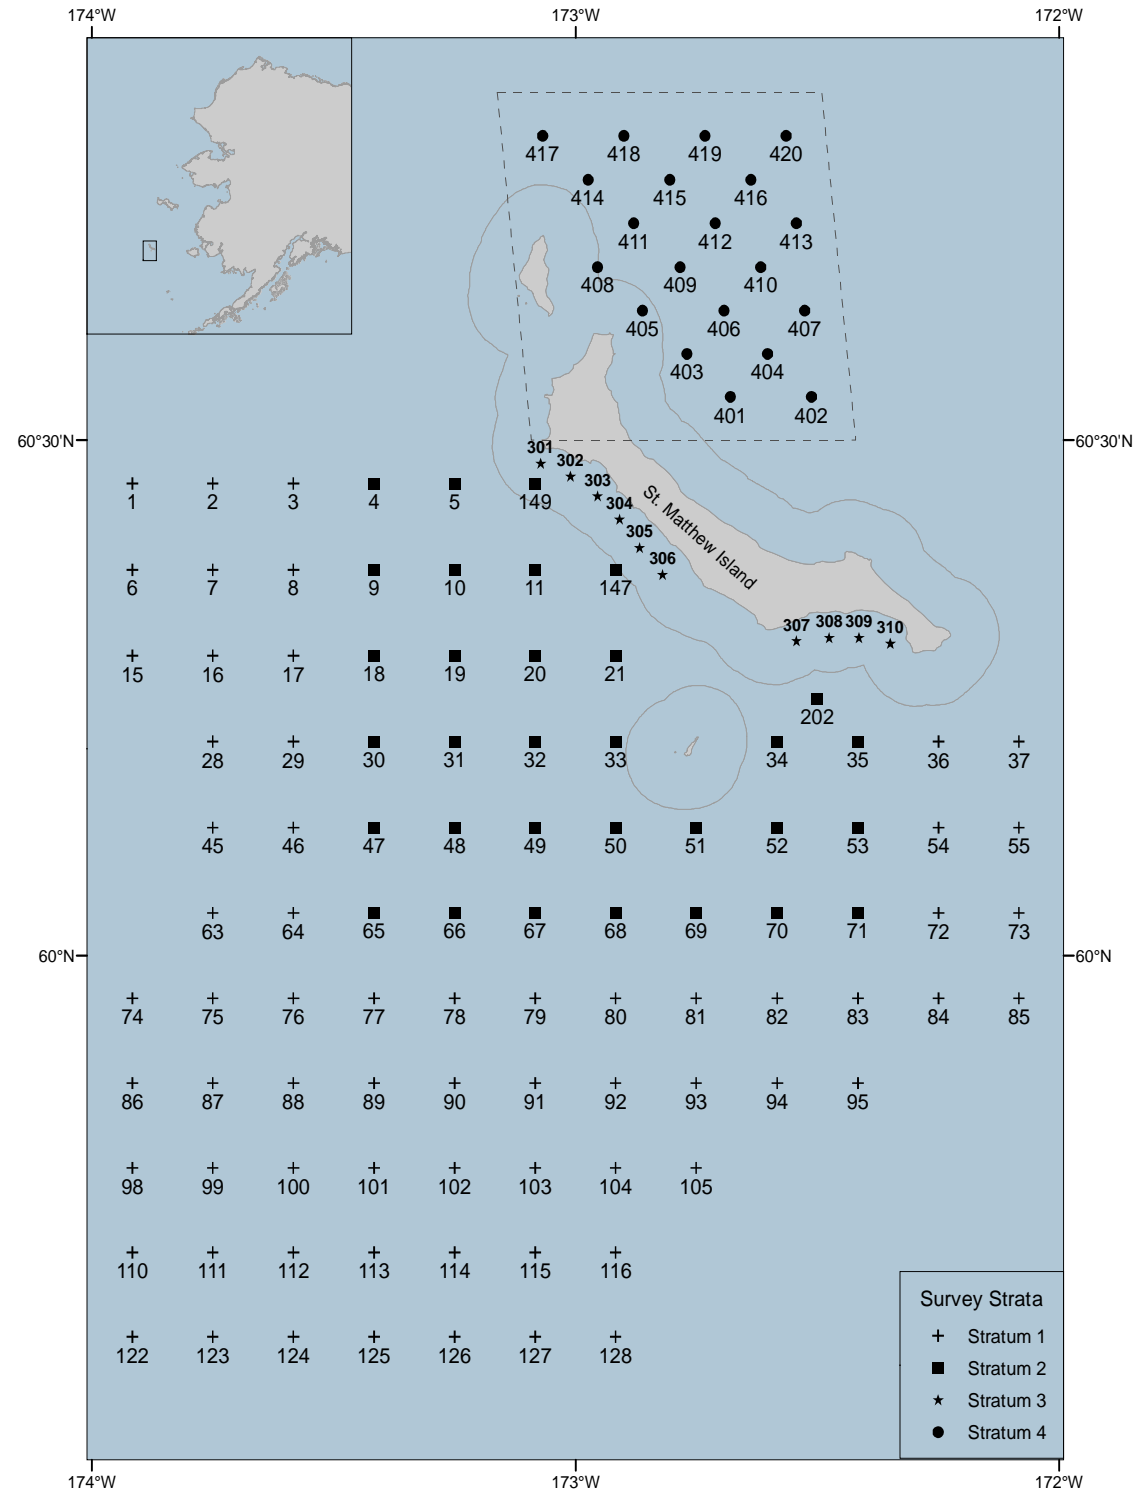 174°W 173°W 172°W
417 418 419 420
414 415 416
411 412 413
408 409 410
405 406 407
403 404
401 402
60°30'N 60°30'N
301
302
303
304
305
306
St. Matthew Island
1 2 3 4 5 149
6 7 8 9 10 11 147
307 308 309 310
15 16 17 18 19 20 21
202
28 29 30 31 32 33 34 35 36 37
45 46 47 48 49 50 51 52 53 54 55
63 64 65 66 67 68 69 70 71 72 73
60°N 60°N
74 75 76 77 78 79 80 81 82 83 84 85
86 87 88 89 90 91 92 93 94 95
98 99 100 101 102 103 104 105
110 111 112 113 114 115 116
122 123 124 125 126 127 128
Survey Strata
Stratum 1
Stratum 2
Stratum 3
Stratum 4
174°W 173°W 172°W